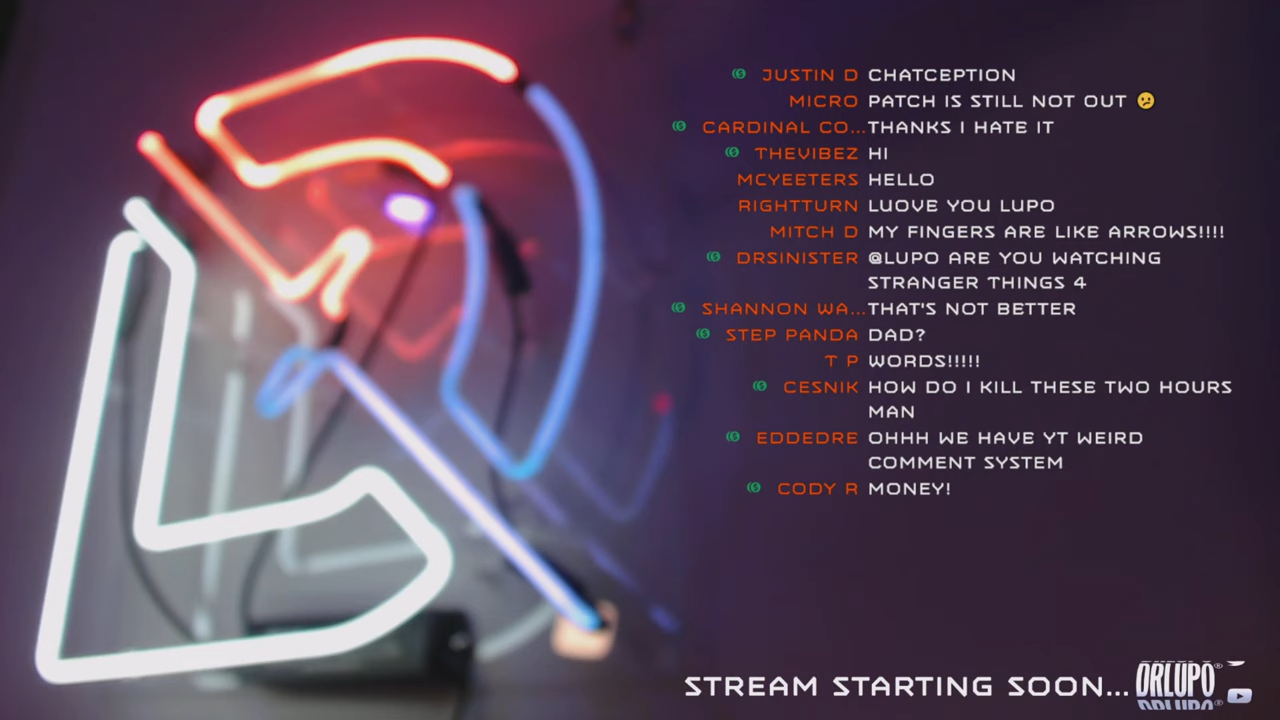 JUSTIN D CHATCEPTION
MICRO PATCH IS STILL NOT OUT 😕
CARDINAL CO... THANKS I HATE IT
THEVIBEZ HI
MCYEETERS HELLO
RIGHTTURN LUOVE YOU LUPO
MITCH D MY FINGERS ARE LIKE ARROWS!!!!
DRSINISTER @LUPO ARE YOU WATCHING
STRANGER THINGS 4
SHANNON WA... THAT'S NOT BETTER
STEP PANDA DAD?
T P WORDS!!!!!
CESNIK HOW DO I KILL THESE TWO HOURS
MAN
EDDEDRE OHHH WE HAVE YT WEIRD
COMMENT SYSTEM
CODY R MONEY!
STREAM STARTING SOON... DRLUPO®